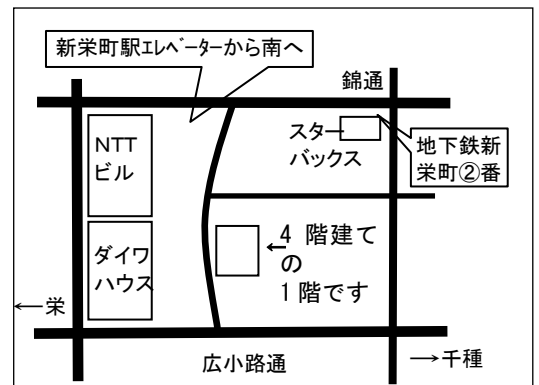 新栄町駅エレベーターから南へ
錦通
NTT
ビル
スター
バックス
地下鉄新
栄町②番
ダイワ
ハウス
←4 階建て
の
1階です
←栄
広小路通
→千種